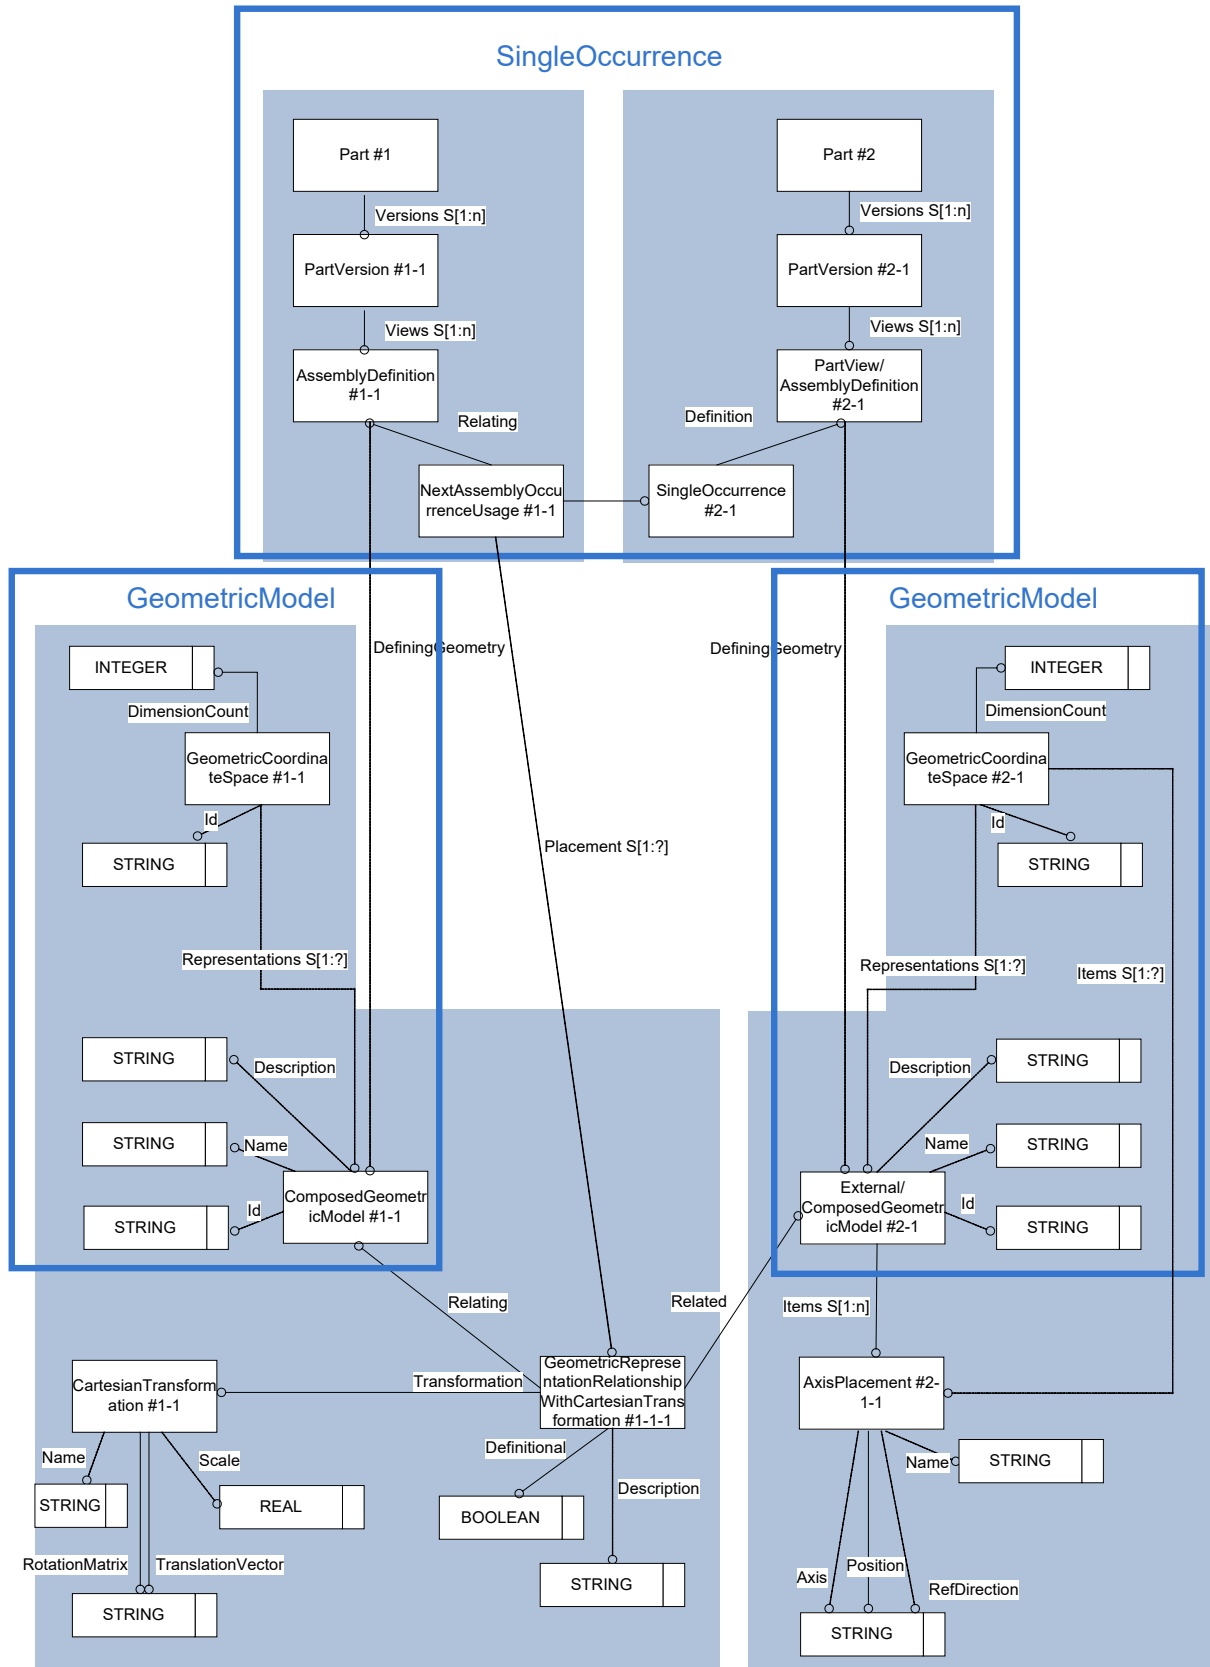 SingleOccurrence
Part #1
Part #2
Versions S[1:n]
Versions S[1:n]
PartVersion #1-1
PartVersion #2-1
Views S[1:n]
Views S[1:n]
AssemblyDefinition
#1-1
PartView/
AssemblyDefinition
#2-1
Relating
Definition
NextAssemblyOccu
rrenceUsage #1-1
SingleOccurrence
#2-1
GeometricModel
GeometricModel
DefiningGeometry
DefiningGeometry
INTEGER
INTEGER
DimensionCount
DimensionCount
GeometricCoordina
teSpace #1-1
GeometricCoordina
teSpace #2-1
Id
Id
STRING
STRING
Placement S[1:?]
Representations S[1:?]
Representations S[1:?]
Items S[1:?]
STRING
Description
Description
STRING
STRING
Name
Name
STRING
STRING
Id
ComposedGeometr
icModel #1-1
External/
ComposedGeometr
icModel #2-1
Id
STRING
Relating
Related
Items S[1:n]
CartesianTransform
ation #1-1
Transformation
GeometricReprese
ntationRelationship
WithCartesianTrans
formation #1-1-1
AxisPlacement #2-
1-1
Name
Scale
Definitional
Name
STRING
STRING
REAL
BOOLEAN
Description
RotationMatrix
TranslationVector
Axis
Position
RefDirection
STRING
STRING
STRING